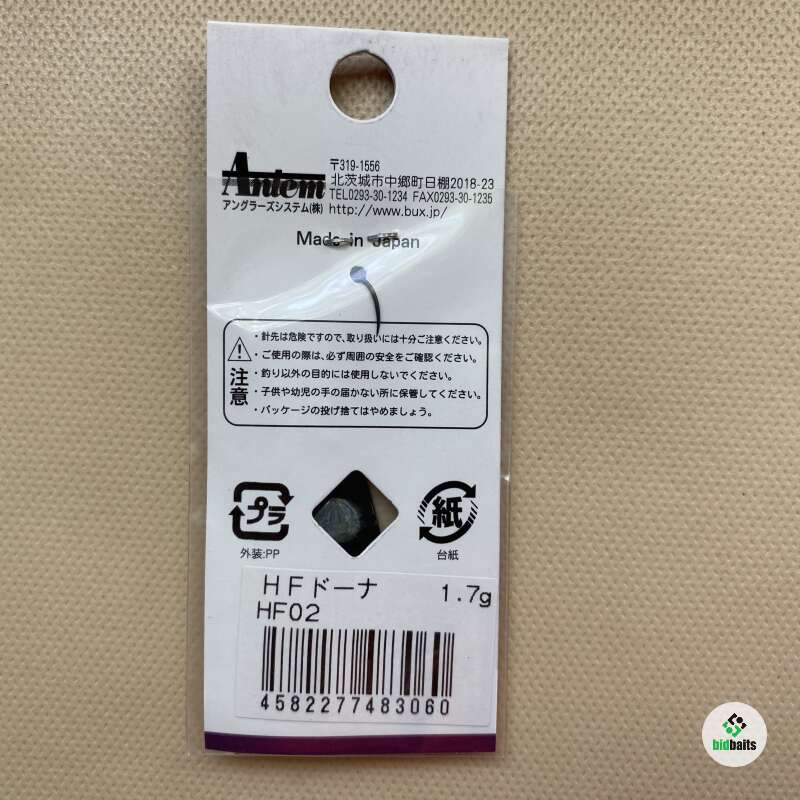 Antem
アングラーズシステム(株)
〒319-1556
北茨城市中郷町日棚2018-23
TEL0293-30-1234 FAX0293-30-1235
http://www.bux.jp/
Made in Japan
注意
・針先は危険ですので、取り扱いには十分ご注意ください。
・ご使用の際は、必ず周囲の安全をご確認ください。
・釣り以外の目的には使用しないでください。
・子供や幼児の手の届かない所に保管してください。
・パッケージの投げ捨てはやめましょう。
プラ
外装:PP
紙
台紙
HFドーナ 1.7g
HF02
4582277483060
bidbaits